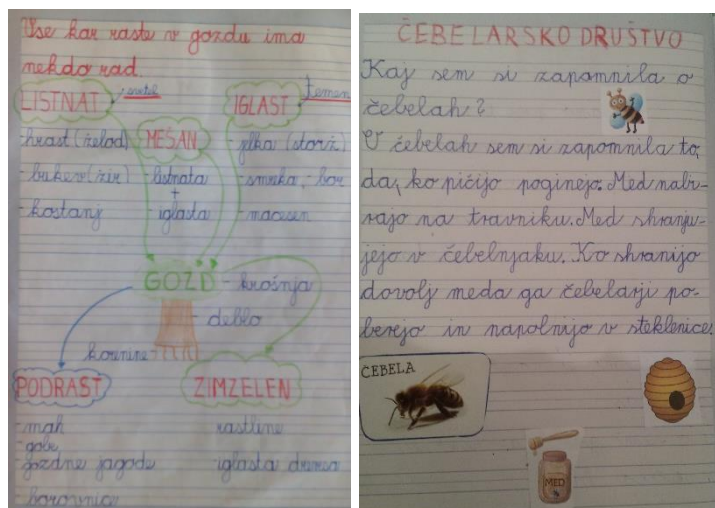 Vse kar raste v gozdu ima
nekdo rad.
LISTNAT svetel
IGLAST temen
MEŠAN
- hrast (želod)
- bukev (žir)
- kostanj
- listnata
+
- iglasta
- jelka (storž)
- smreka, - bor
- macesen
GOZD - krošnja
- deblo
korenine
PODRAST
- mah
- gobe
- gozdne jagode
- borovnice
ZIMZELEN
rastline
iglasta drevesa
ČEBELARSKO DRUŠTVO
Kaj sem si zapomnila o
čebelah?
O čebelah sem si zapomnila to,
da, ko pičijo poginejo. Med nabi-
rajo na travniku. Med shranju-
jejo v čebelnjaku. Ko shranijo
dovolj meda ga čebelarji po-
berejo in napolnijo v steklenice.
ČEBELA
MED